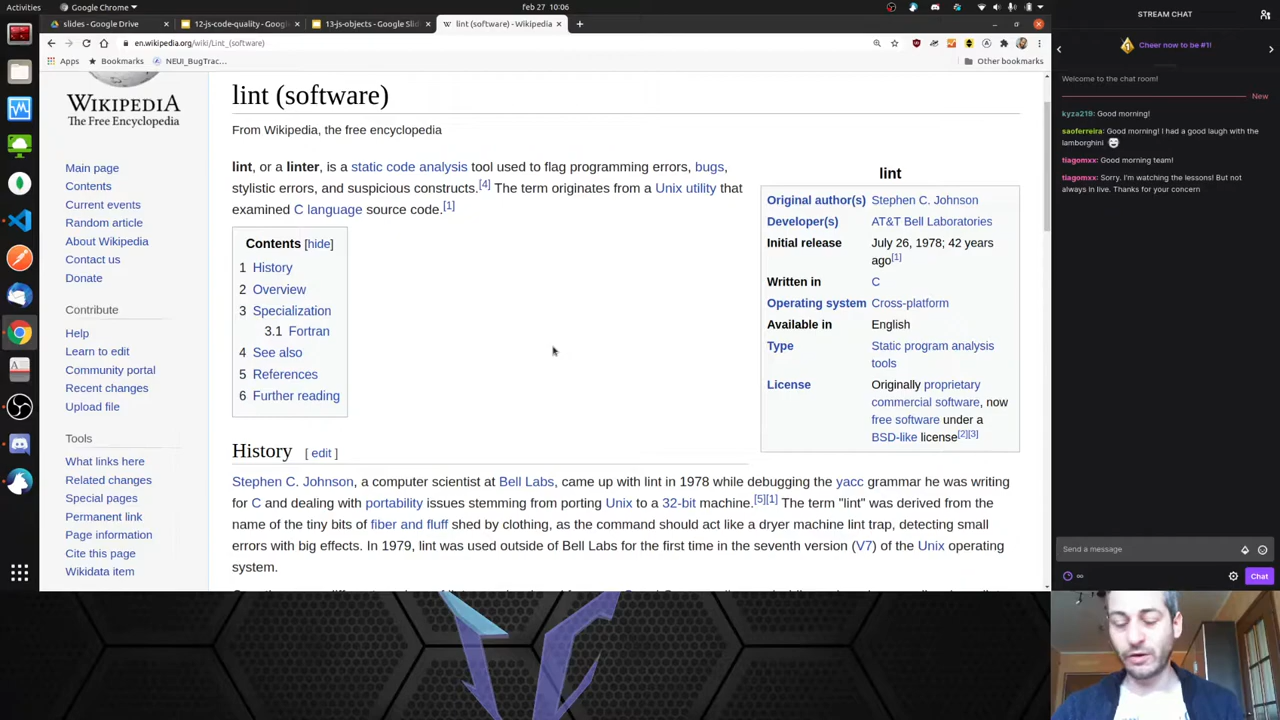 Activities
Google Chrome
feb 27 10:06
slides - Google Drive
12-js-code-quality - Google
13-js-objects - Google Slid
lint (software) - Wikipedia
en.wikipedia.org/wiki/Lint_(software)
Apps
Bookmarks
NEUI_BugTrac...
Other bookmarks
WIKIPEDIA
The Free Encyclopedia
Main page
Contents
Current events
Random article
About Wikipedia
Contact us
Donate
Contribute
Help
Learn to edit
Community portal
Recent changes
Upload file
Tools
What links here
Related changes
Special pages
Permanent link
Page information
Cite this page
Wikidata item
lint (software)
From Wikipedia, the free encyclopedia
lint, or a linter, is a static code analysis tool used to flag programming errors, bugs,
stylistic errors, and suspicious constructs.[4] The term originates from a Unix utility that
examined C language source code.[1]
Contents [hide]
1 History
2 Overview
3 Specialization
3.1 Fortran
4 See also
5 References
6 Further reading
lint
Original author(s) Stephen C. Johnson
Developer(s) AT&T Bell Laboratories
Initial release July 26, 1978; 42 years
ago[1]
Written in C
Operating system Cross-platform
Available in English
Type Static program analysis
tools
License Originally proprietary
commercial software, now
free software under a
BSD-like license[2][3]
History [ edit ]
Stephen C. Johnson, a computer scientist at Bell Labs, came up with lint in 1978 while debugging the yacc grammar he was writing
for C and dealing with portability issues stemming from porting Unix to a 32-bit machine.[5][1] The term "lint" was derived from the
name of the tiny bits of fiber and fluff shed by clothing, as the command should act like a dryer machine lint trap, detecting small
errors with big effects. In 1979, lint was used outside of Bell Labs for the first time in the seventh version (V7) of the Unix operating
system.
STREAM CHAT
Cheer now to be #1!
Welcome to the chat room!
New
kyza219: Good morning!
saoferreira: Good morning! I had a good laugh with the
lamborghini
tiagomxx: Good morning team!
tiagomxx: Sorry, I'm watching the lessons! But not
always in live. Thanks for your concern
Send a message
Chat